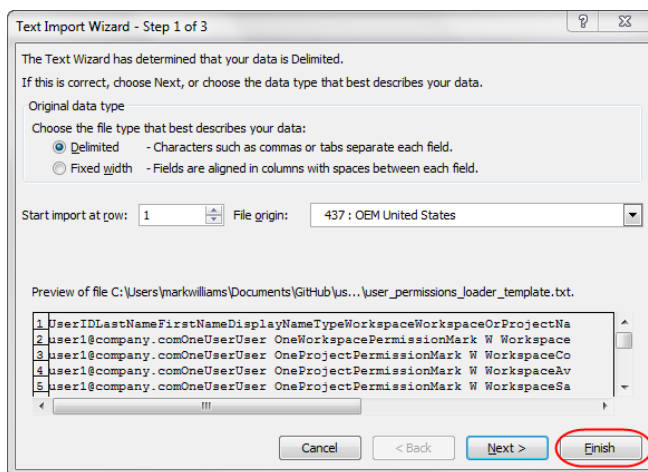 Text Import Wizard - Step 1 of 3
The Text Wizard has determined that your data is Delimited.
If this is correct, choose Next, or choose the data type that best describes your data.
Original data type
Choose the file type that best describes your data:
Delimited - Characters such as commas or tabs separate each field.
Fixed width - Fields are aligned in columns with spaces between each field.
Start import at row: 1 File origin: 437 : OEM United States
Preview of file C:\Users\markwilliams\Documents\GitHub\us...\user_permissions_loader_template.txt.
1 UserIDLastNameFirstNameDisplayNameTypeWorkspaceWorkspaceOrProjectNa
2 user1@company.comOneUserUser OneWorkspacePermissionMark W Workspace
3 user1@company.comOneUserUser OneProjectPermissionMark W WorkspaceCo
4 user1@company.comOneUserUser OneProjectPermissionMark W WorkspaceAv
5 user1@company.comOneUserUser OneProjectPermissionMark W WorkspaceSa
Cancel < Back Next > Finish